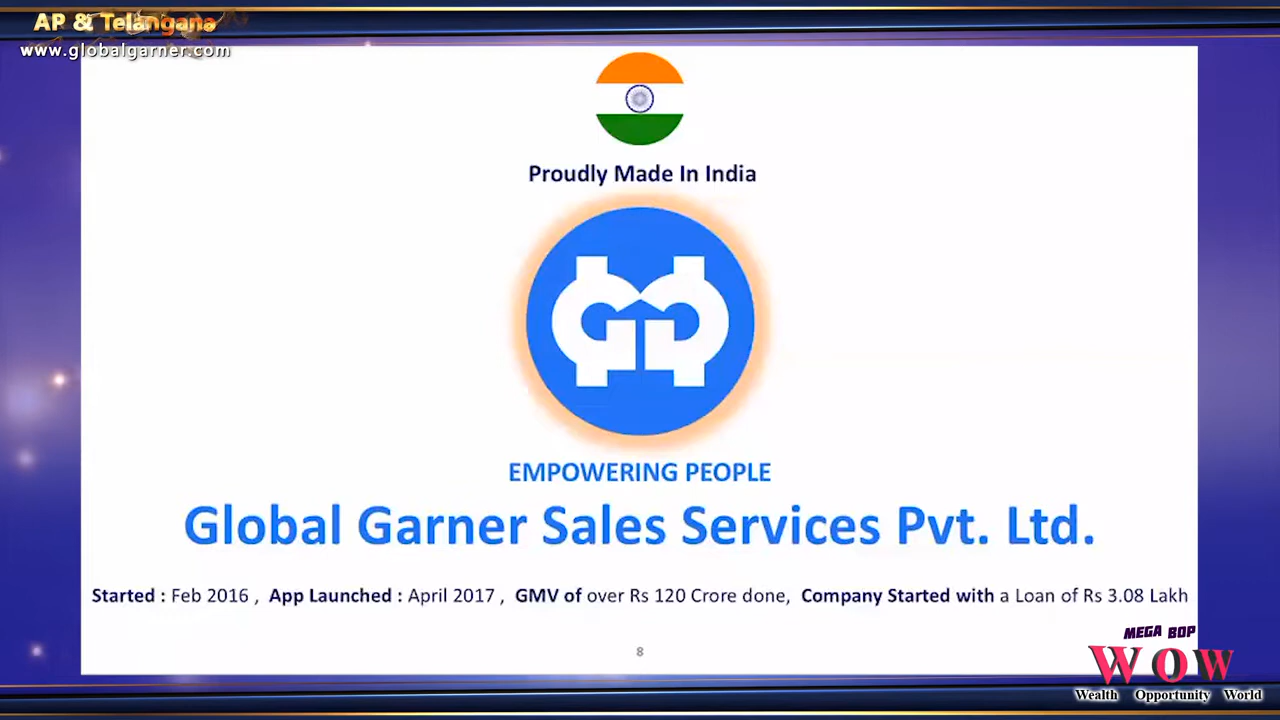 AP & Telangana
www.globalgarner.com
Proudly Made In India
EMPOWERING PEOPLE
Global Garner Sales Services Pvt. Ltd.
Started : Feb 2016 , App Launched : April 2017 , GMV of over Rs 120 Crore done, Company Started with a Loan of Rs 3.08 Lakh
8
MEGA BOP
WOW
Wealth Opportunity World